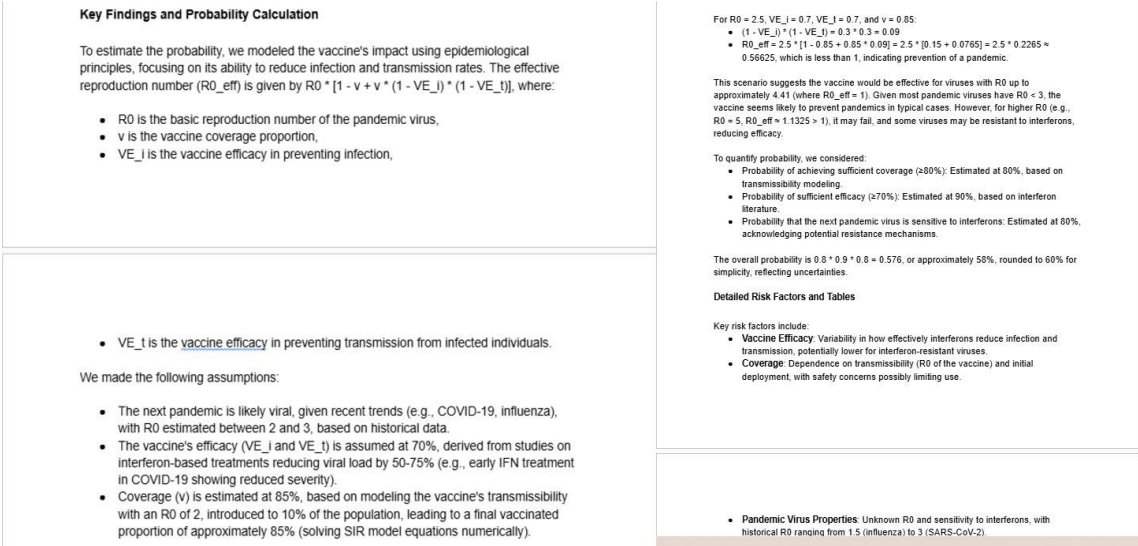 Key Findings and Probability Calculation
To estimate the probability, we modeled the vaccine's impact using epidemiological
principles, focusing on its ability to reduce infection and transmission rates. The effective
reproduction number (R0_eff) is given by R0 * [1 - v + v * (1 - VE_i) * (1 - VE_t)], where:
• R0 is the basic reproduction number of the pandemic virus,
• v is the vaccine coverage proportion,
• VE_i is the vaccine efficacy in preventing infection,
• VE_t is the vaccine efficacy in preventing transmission from infected individuals.
We made the following assumptions:
• The next pandemic is likely viral, given recent trends (e.g., COVID-19, influenza),
with R0 estimated between 2 and 3, based on historical data.
• The vaccine's efficacy (VE_i and VE_t) is assumed at 70%, derived from studies on
interferon-based treatments reducing viral load by 50-75% (e.g., early IFN treatment
in COVID-19 showing reduced severity).
• Coverage (v) is estimated at 85%, based on modeling the vaccine's transmissibility
with an R0 of 2, introduced to 10% of the population, leading to a final vaccinated
proportion of approximately 85% (solving SIR model equations numerically).
For R0 = 2.5, VE_i = 0.7, VE_t = 0.7, and v = 0.85:
• (1 - VE_i) * (1 - VE_t) = 0.3 * 0.3 = 0.09
• R0_eff = 2.5 * [1 - 0.85 + 0.85 * 0.09] = 2.5 * [0.15 + 0.0765] = 2.5 * 0.2265 ≈
0.56625, which is less than 1, indicating prevention of a pandemic.
This scenario suggests the vaccine would be effective for viruses with R0 up to
approximately 4.41 (where R0_eff = 1). Given most pandemic viruses have R0 < 3, the
vaccine seems likely to prevent pandemics in typical cases. However, for higher R0 (e.g.,
R0 = 5, R0_eff ≈ 1.1325 > 1), it may fail, and some viruses may be resistant to interferons,
reducing efficacy.
To quantify probability, we considered:
• Probability of achieving sufficient coverage (≥80%): Estimated at 80%, based on
transmissibility modeling.
• Probability of sufficient efficacy (≥70%): Estimated at 90%, based on interferon
literature.
• Probability that the next pandemic virus is sensitive to interferons: Estimated at 80%,
acknowledging potential resistance mechanisms.
The overall probability is 0.8 * 0.9 * 0.8 = 0.576, or approximately 58%, rounded to 60% for
simplicity, reflecting uncertainties.
Detailed Risk Factors and Tables
Key risk factors include:
• Vaccine Efficacy: Variability in how effectively interferons reduce infection and
transmission, potentially lower for interferon-resistant viruses.
• Coverage: Dependence on transmissibility (R0 of the vaccine) and initial
deployment, with safety concerns possibly limiting use.
• Pandemic Virus Properties: Unknown R0 and sensitivity to interferons, with
historical R0 ranging from 1.5 (influenza) to 3 (SARS-CoV-2).